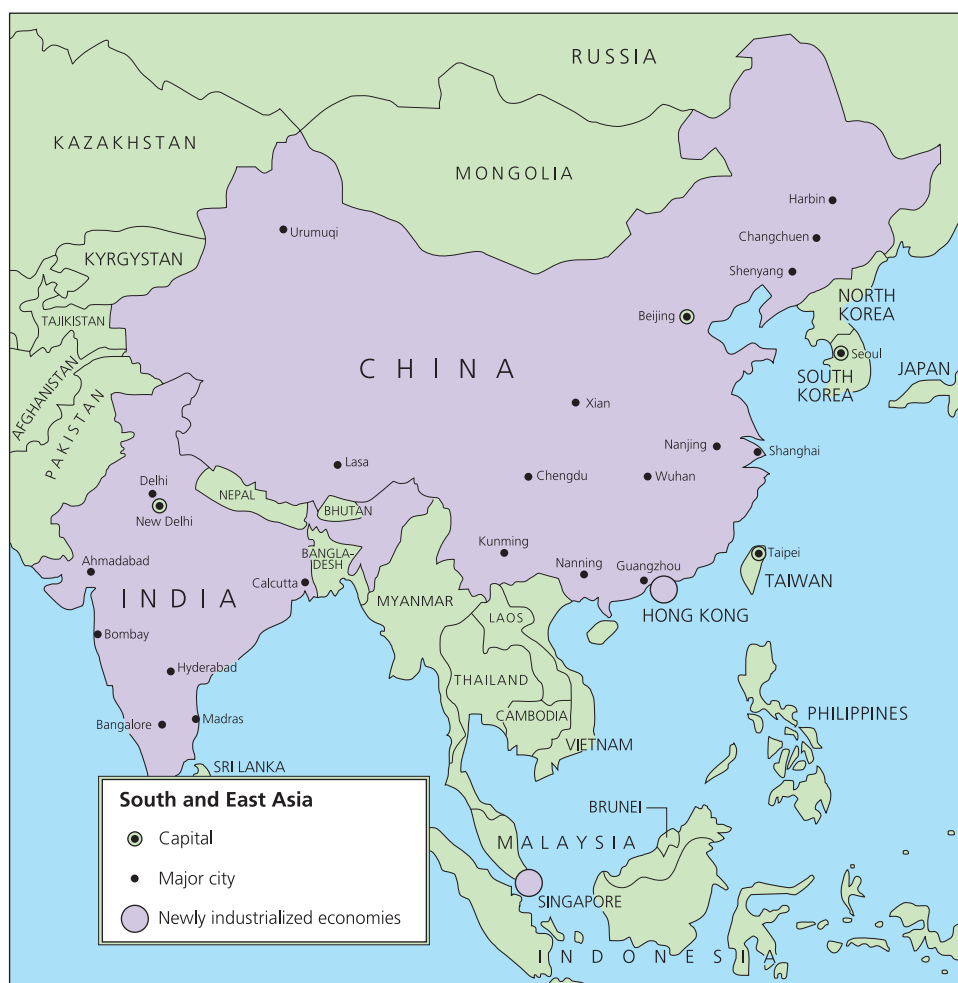 RUSSIA
KAZAKHSTAN
MONGOLIA
Harbin
Urumuqi
Changchuen
KYRGYSTAN
Shenyang
NORTH
KOREA
TAJIKISTAN
Beijing
CHINA
Seoul
AFGHANISTAN
SOUTH
KOREA
JAPAN
PAKISTAN
Xian
Nanjing
Shanghai
Lasa
Chengdu
Wuhan
Delhi
NEPAL
BHUTAN
New Delhi
Kunming
Taipei
BANGLA-
DESH
Ahmadabad
Nanning
Guangzhou
TAIWAN
Calcutta
INDIA
MYANMAR
HONG KONG
LAOS
Bombay
Hyderabad
THAILAND
Bangalore
Madras
CAMBODIA
PHILIPPINES
VIETNAM
SRI LANKA
BRUNEI
MALAYSIA
SINGAPORE
INDONESIA
South and East Asia
Capital
Major city
Newly industrialized economies